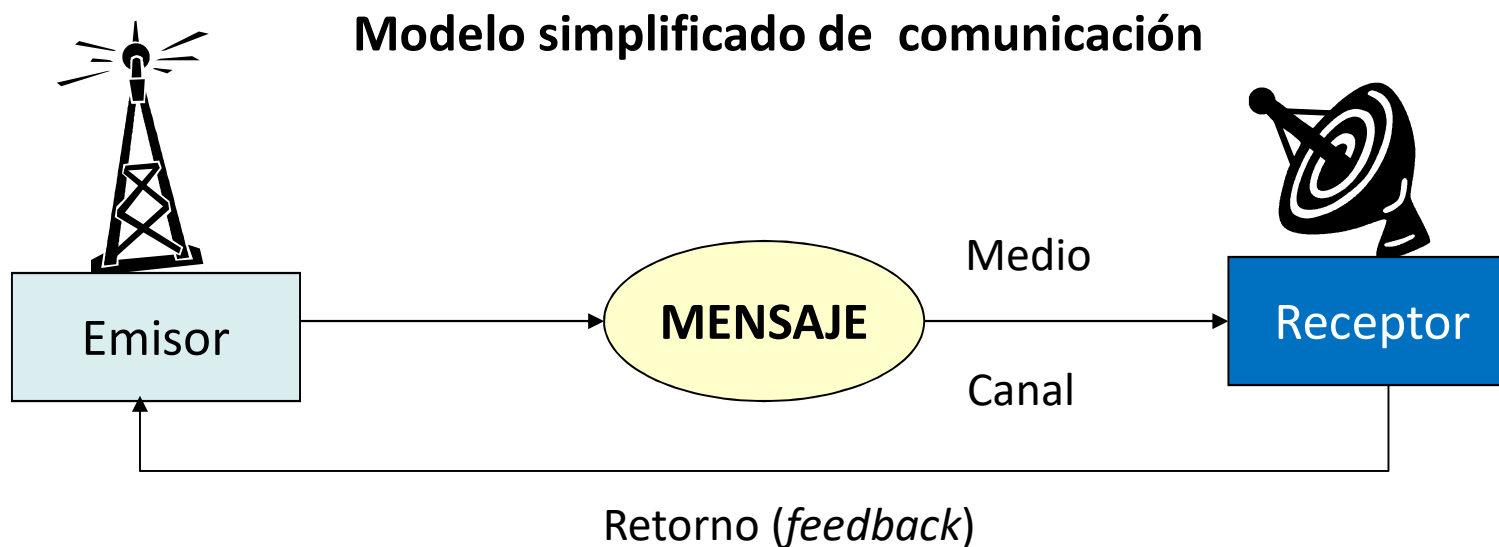 Modelo simplificado de  comunicación
Medio
Emisor
MENSAJE
Receptor
Canal
Retorno (feedback)